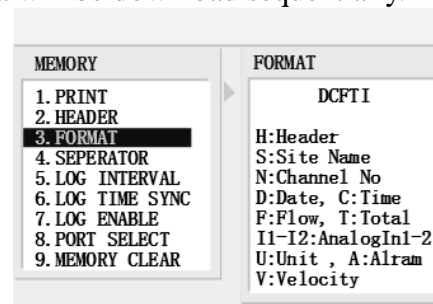 MEMORY
1. PRINT
2. HEADER
3. FORMAT
4. SEPERATOR
5. LOG INTERVAL
6. LOG TIME SYNC
7. LOG ENABLE
8. PORT SELECT
9. MEMORY CLEAR
FORMAT
DCFTI
H:Header
S:Site Name
N:Channel No
D:Date, C:Time
F:Flow, T:Total
I1-I2:AnalogIn1-2
U:Unit , A:Alram
V:Velocity